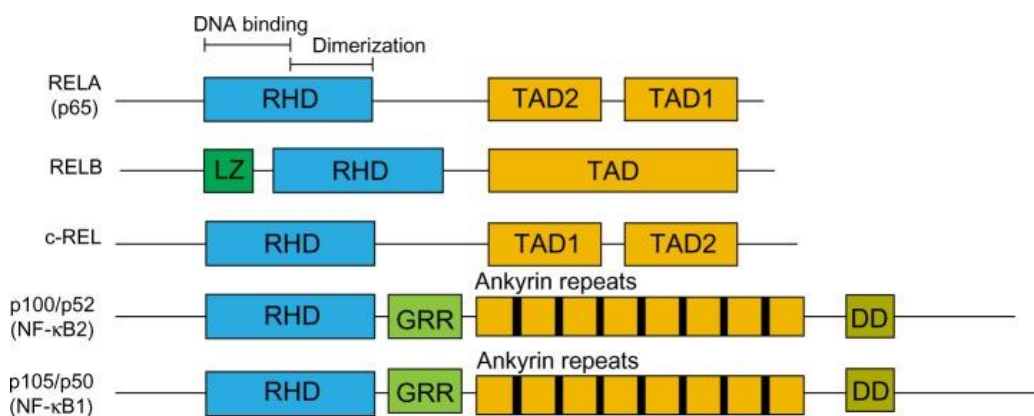 DNA binding
Dimerization
RELA
(p65)
RHD
TAD2
TAD1
RELB
LZ
RHD
TAD
c-REL
RHD
TAD1
TAD2
Ankyrin repeats
p100/p52
(NF-κB2)
RHD
GRR
DD
Ankyrin repeats
p105/p50
(NF-κB1)
RHD
GRR
DD